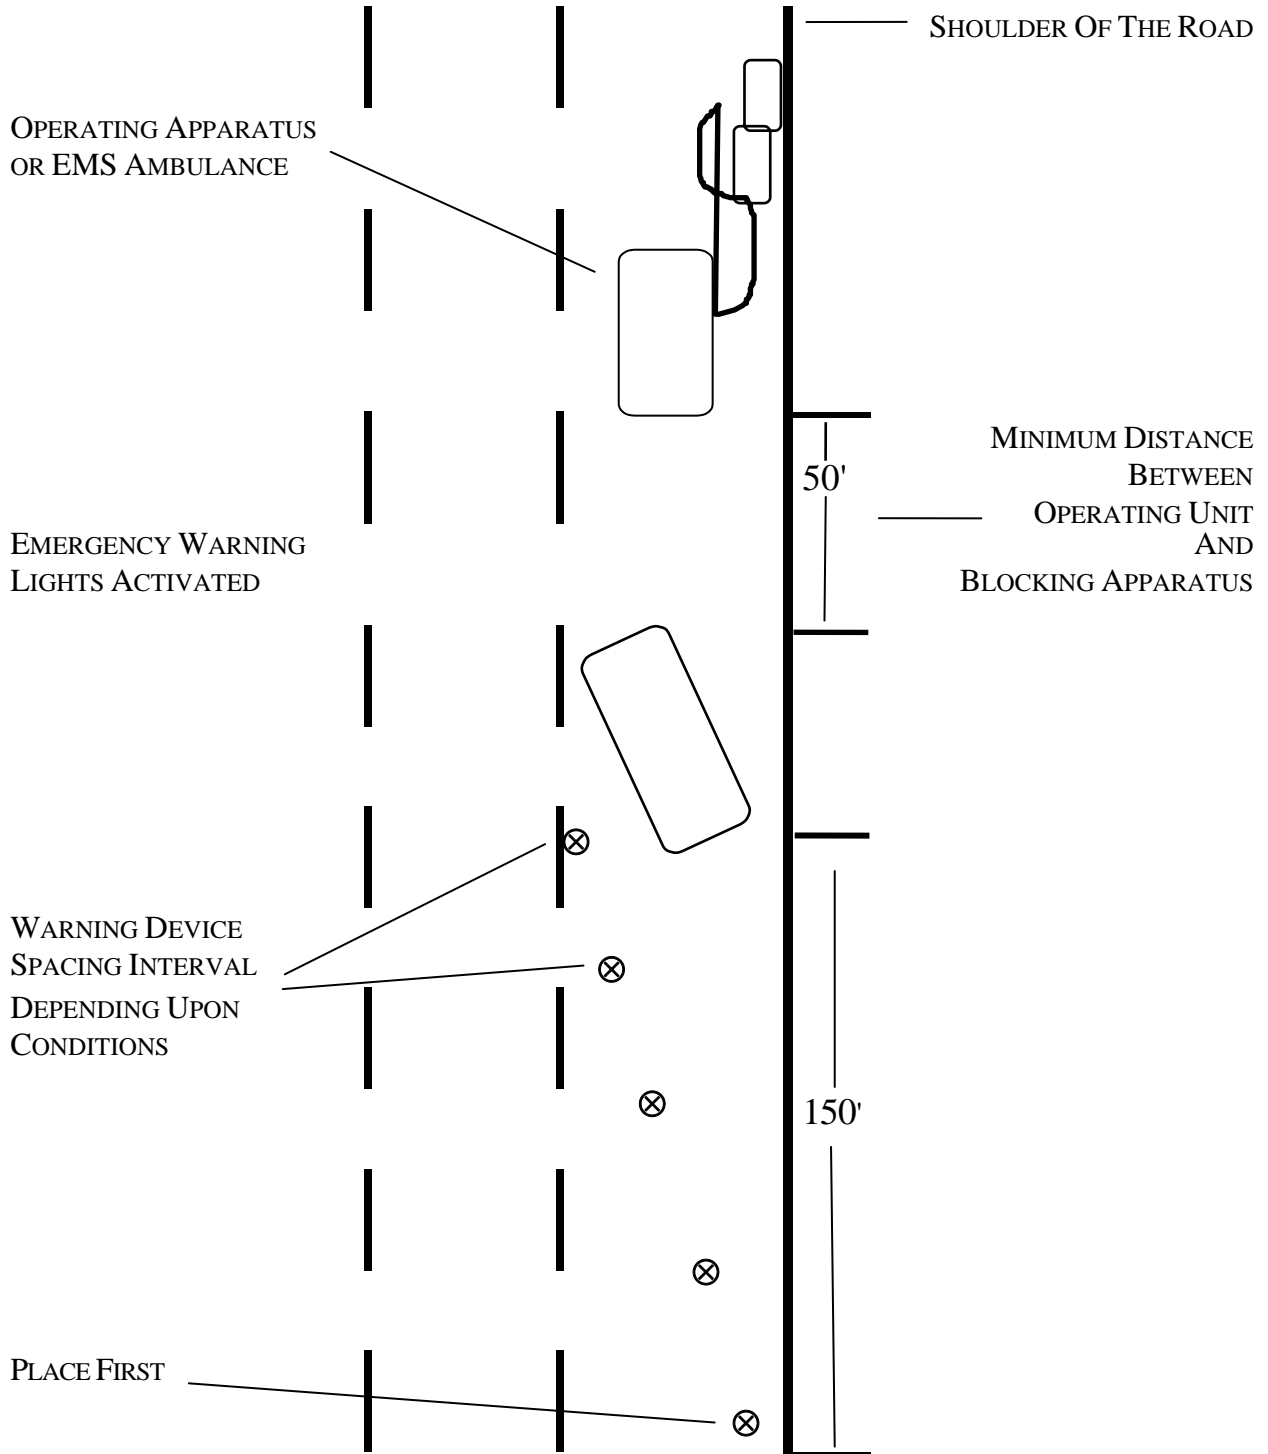 SHOULDER OF THE ROAD
OPERATING APPARATUS
OR EMS AMBULANCE
MINIMUM DISTANCE
BETWEEN
OPERATING UNIT
AND
BLOCKING APPARATUS
50'
EMERGENCY WARNING
LIGHTS ACTIVATED
WARNING DEVICE
SPACING INTERVAL
DEPENDING UPON
CONDITIONS
150'
PLACE FIRST